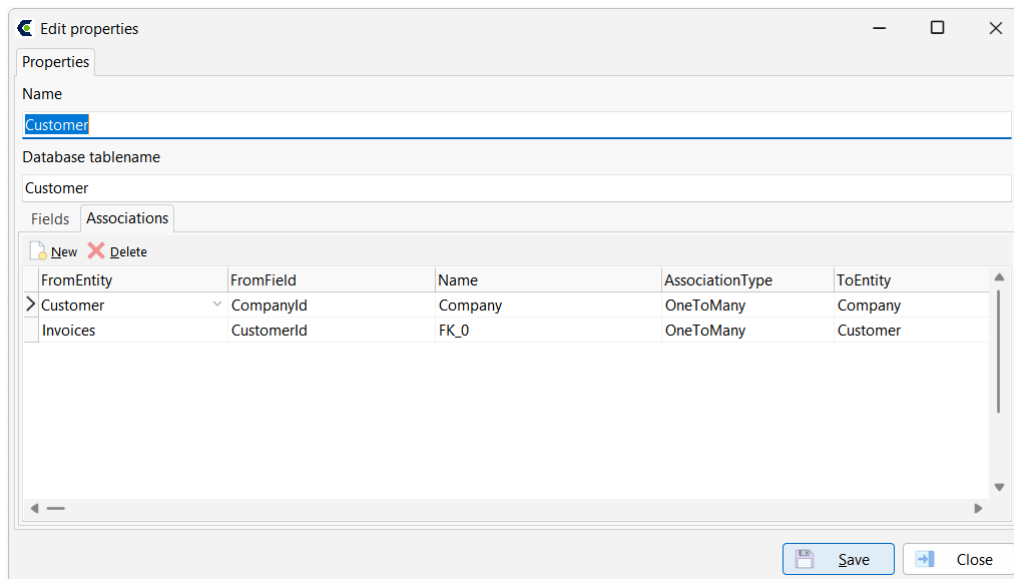 Edit properties
Properties
Name
Customer
Database tablename
Customer
Fields Associations
New Delete
FromEntity FromField Name AssociationType ToEntity
Customer CompanyId Company OneToMany Company
Invoices CustomerId FK_0 OneToMany Customer
Save Close